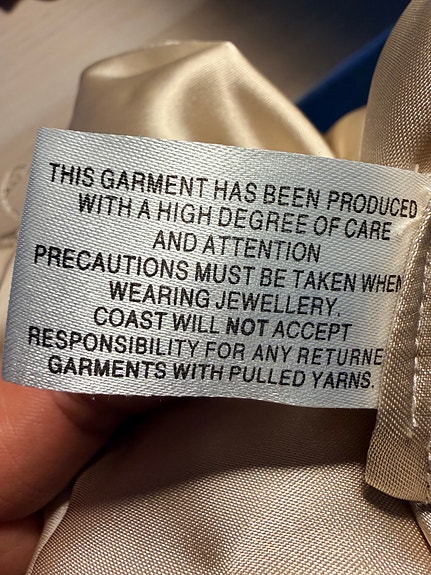 THIS GARMENT HAS BEEN PRODUCED
WITH A HIGH DEGREE OF CARE
AND ATTENTION
PRECAUTIONS MUST BE TAKEN WHEN
WEARING JEWELLERY.
COAST WILL NOT ACCEPT
RESPONSIBILITY FOR ANY RETURNE
GARMENTS WITH PULLED YARNS.